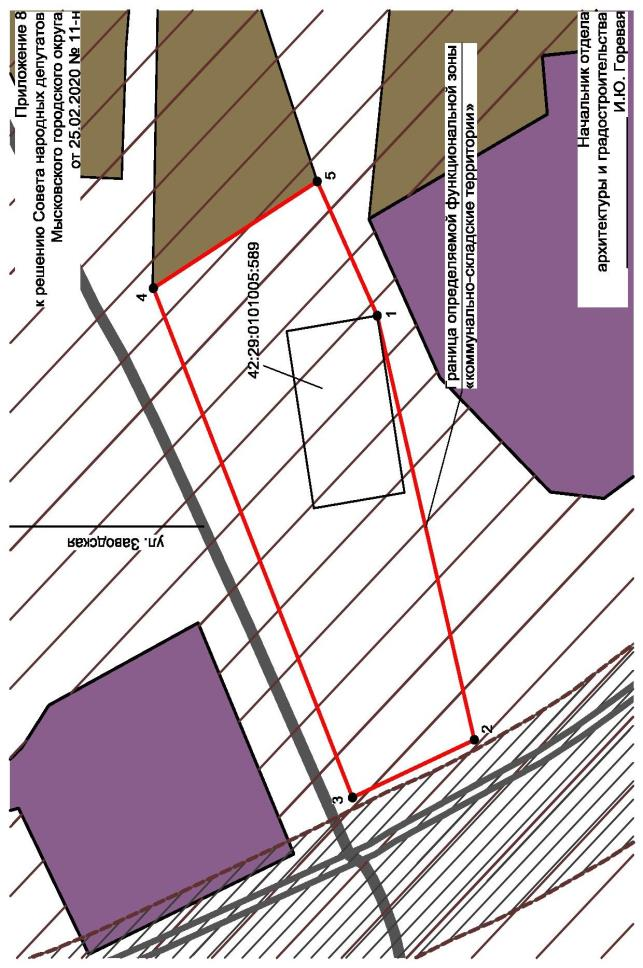 Приложение 8
к решению Совета народных депутатов
Мысковского городского округа
от 25.02.2020 № 11-н
4
5
42:29:0101005:589
1
Граница определяемой функциональной зоны
«коммунально-складские территории»
ул. Заводская
3
2
Начальник отдела
архитектуры и градостроительства
И.Ю. Горевая